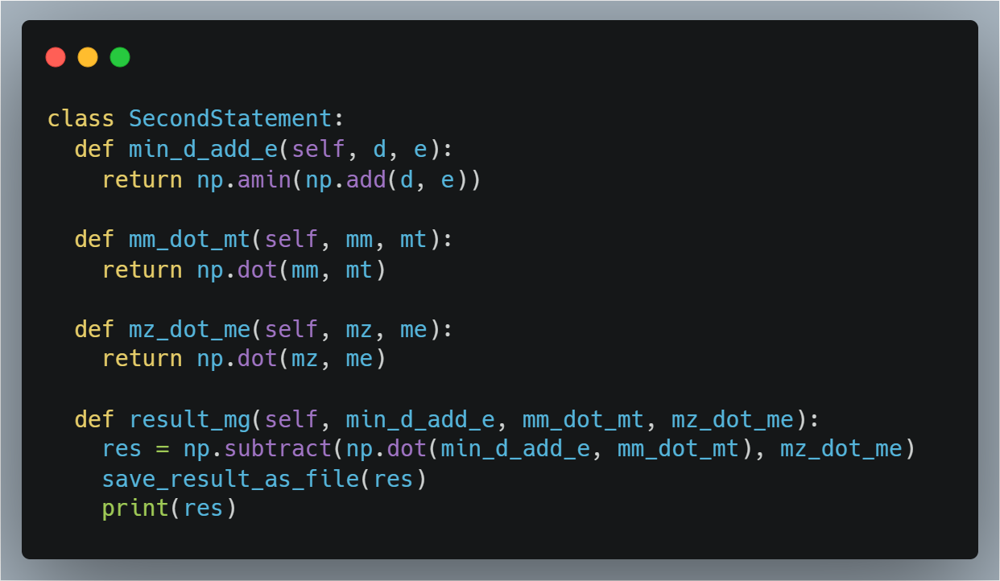 class SecondStatement:
  def min_d_add_e(self, d, e):
    return np.amin(np.add(d, e))

  def mm_dot_mt(self, mm, mt):
    return np.dot(mm, mt)

  def mz_dot_me(self, mz, me):
    return np.dot(mz, me)

  def result_mg(self, min_d_add_e, mm_dot_mt, mz_dot_me):
    res = np.subtract(np.dot(min_d_add_e, mm_dot_mt), mz_dot_me)
    save_result_as_file(res)
    print(res)